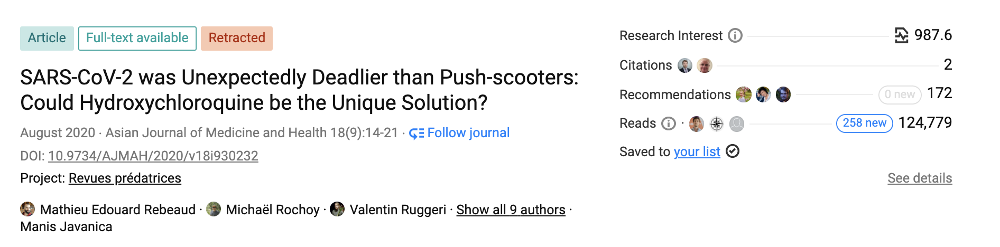 Article Full-text available Retracted
SARS-CoV-2 was Unexpectedly Deadlier than Push-scooters:
Could Hydroxychloroquine be the Unique Solution?
August 2020 · Asian Journal of Medicine and Health 18(9):14-21 · Follow journal
DOI: 10.9734/AJMAH/2020/v18i930232
Project: Revues prédatrices
Mathieu Edouard Rebeaud · Michaël Rochoy · Valentin Ruggeri · Show all 9 authors ·
Manis Javanica
Research Interest 987.6
Citations 2
Recommendations 0 new 172
Reads · 258 new 124,779
Saved to your list
See details